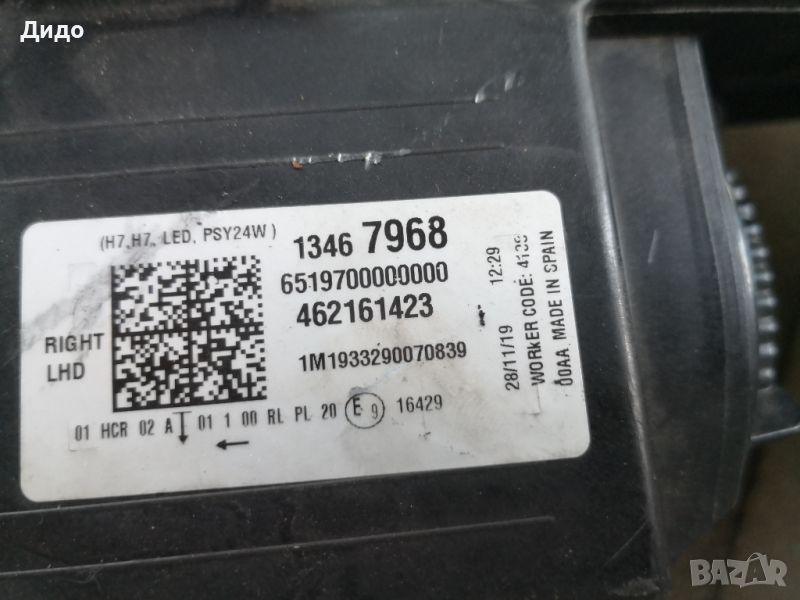 Дидо
(H7, H7, LED, PSY24W)
1346 7968
6519700000000
462161423
RIGHT
LHD
1M1933290070839
28/11/19 12:29
WORKER CODE: 4139
00AA MADE IN SPAIN
01 HCR 02 A 01 1 00 RL PL 20 E 9 16429
BAZAR